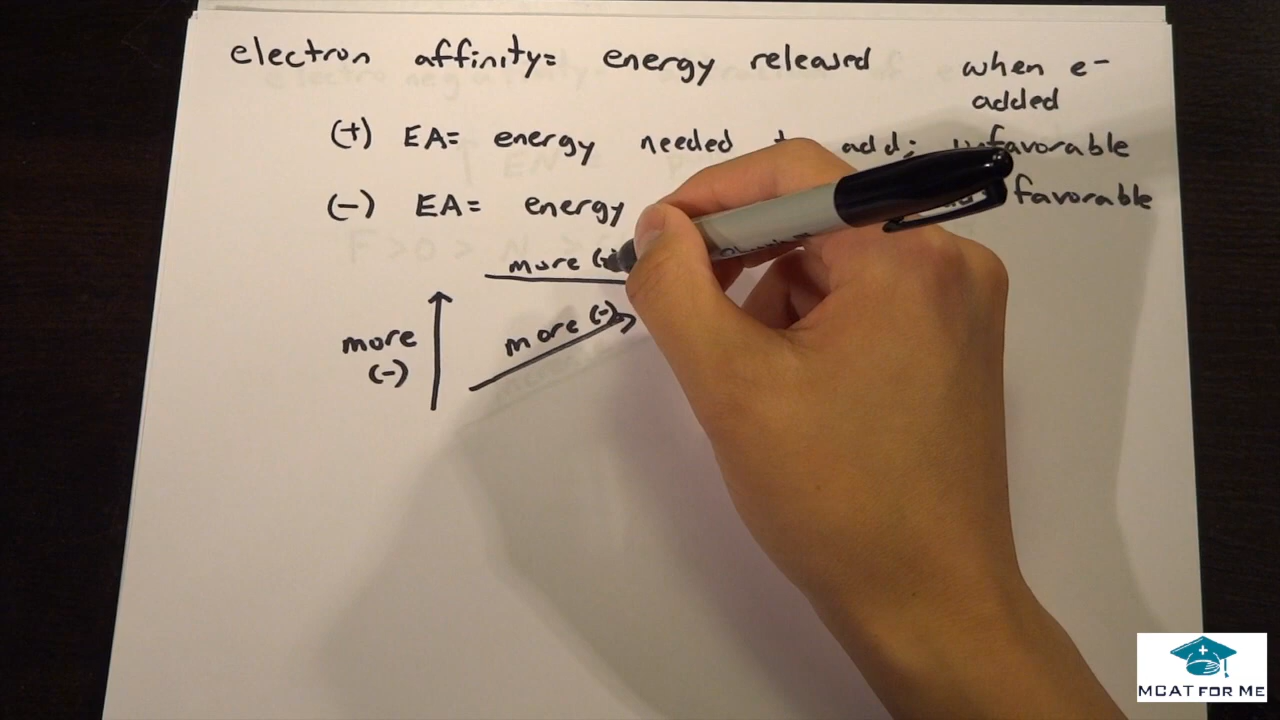 electron affinity= energy released when e-
added
(+) EA= energy needed add; unfavorable
(-) EA= energy favorable
more
more (-)
more
(-)
MCAT FOR ME